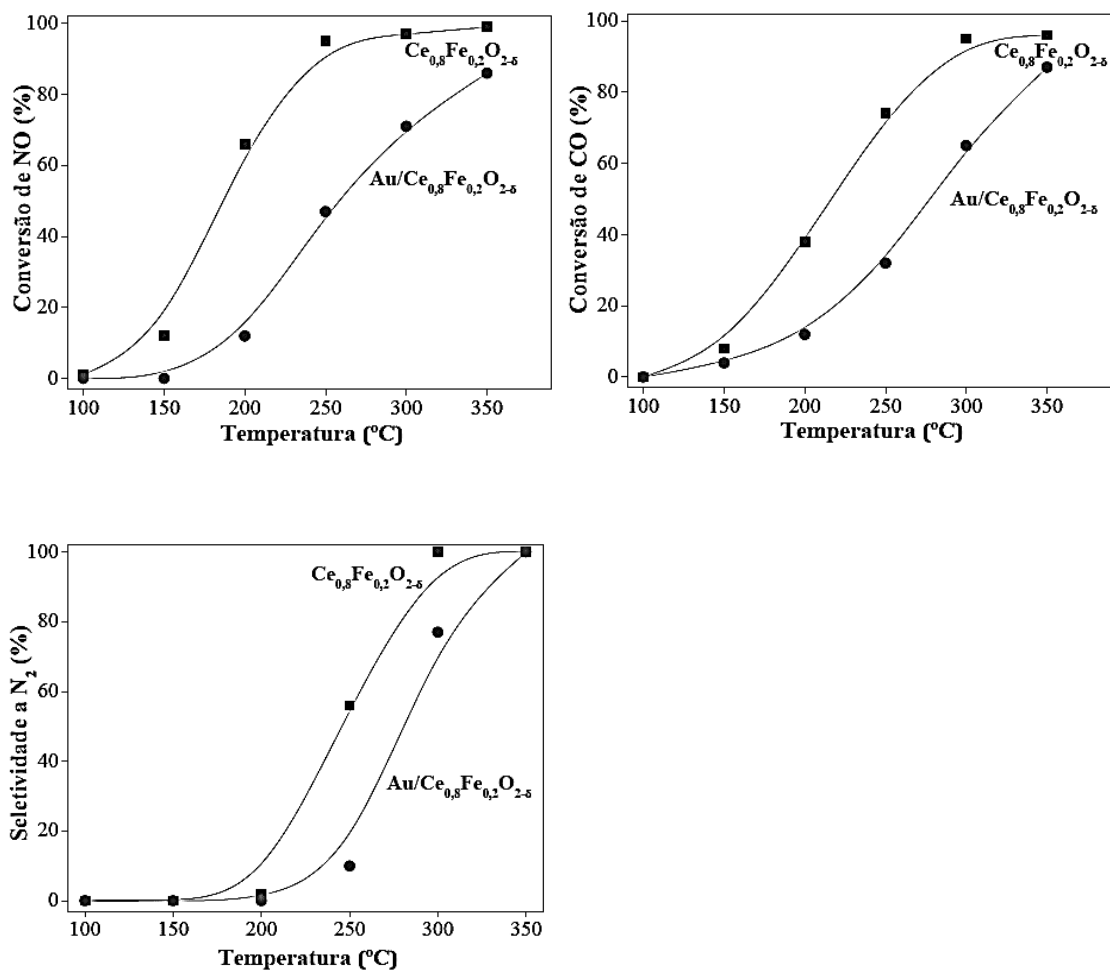 Conversão de NO (%)
100
80
60
40
20
0
Ce0,8Fe0,2O2-δ
Au/Ce0,8Fe0,2O2-δ
100 150 200 250 300 350
Temperatura (ºC)
Conversão de CO (%)
100
80
60
40
20
0
Ce0,8Fe0,2O2-δ
Au/Ce0,8Fe0,2O2-δ
100 150 200 250 300 350
Temperatura (ºC)
Seletividade a N2 (%)
100
80
60
40
20
0
Ce0,8Fe0,2O2-δ
Au/Ce0,8Fe0,2O2-δ
100 150 200 250 300 350
Temperatura (ºC)